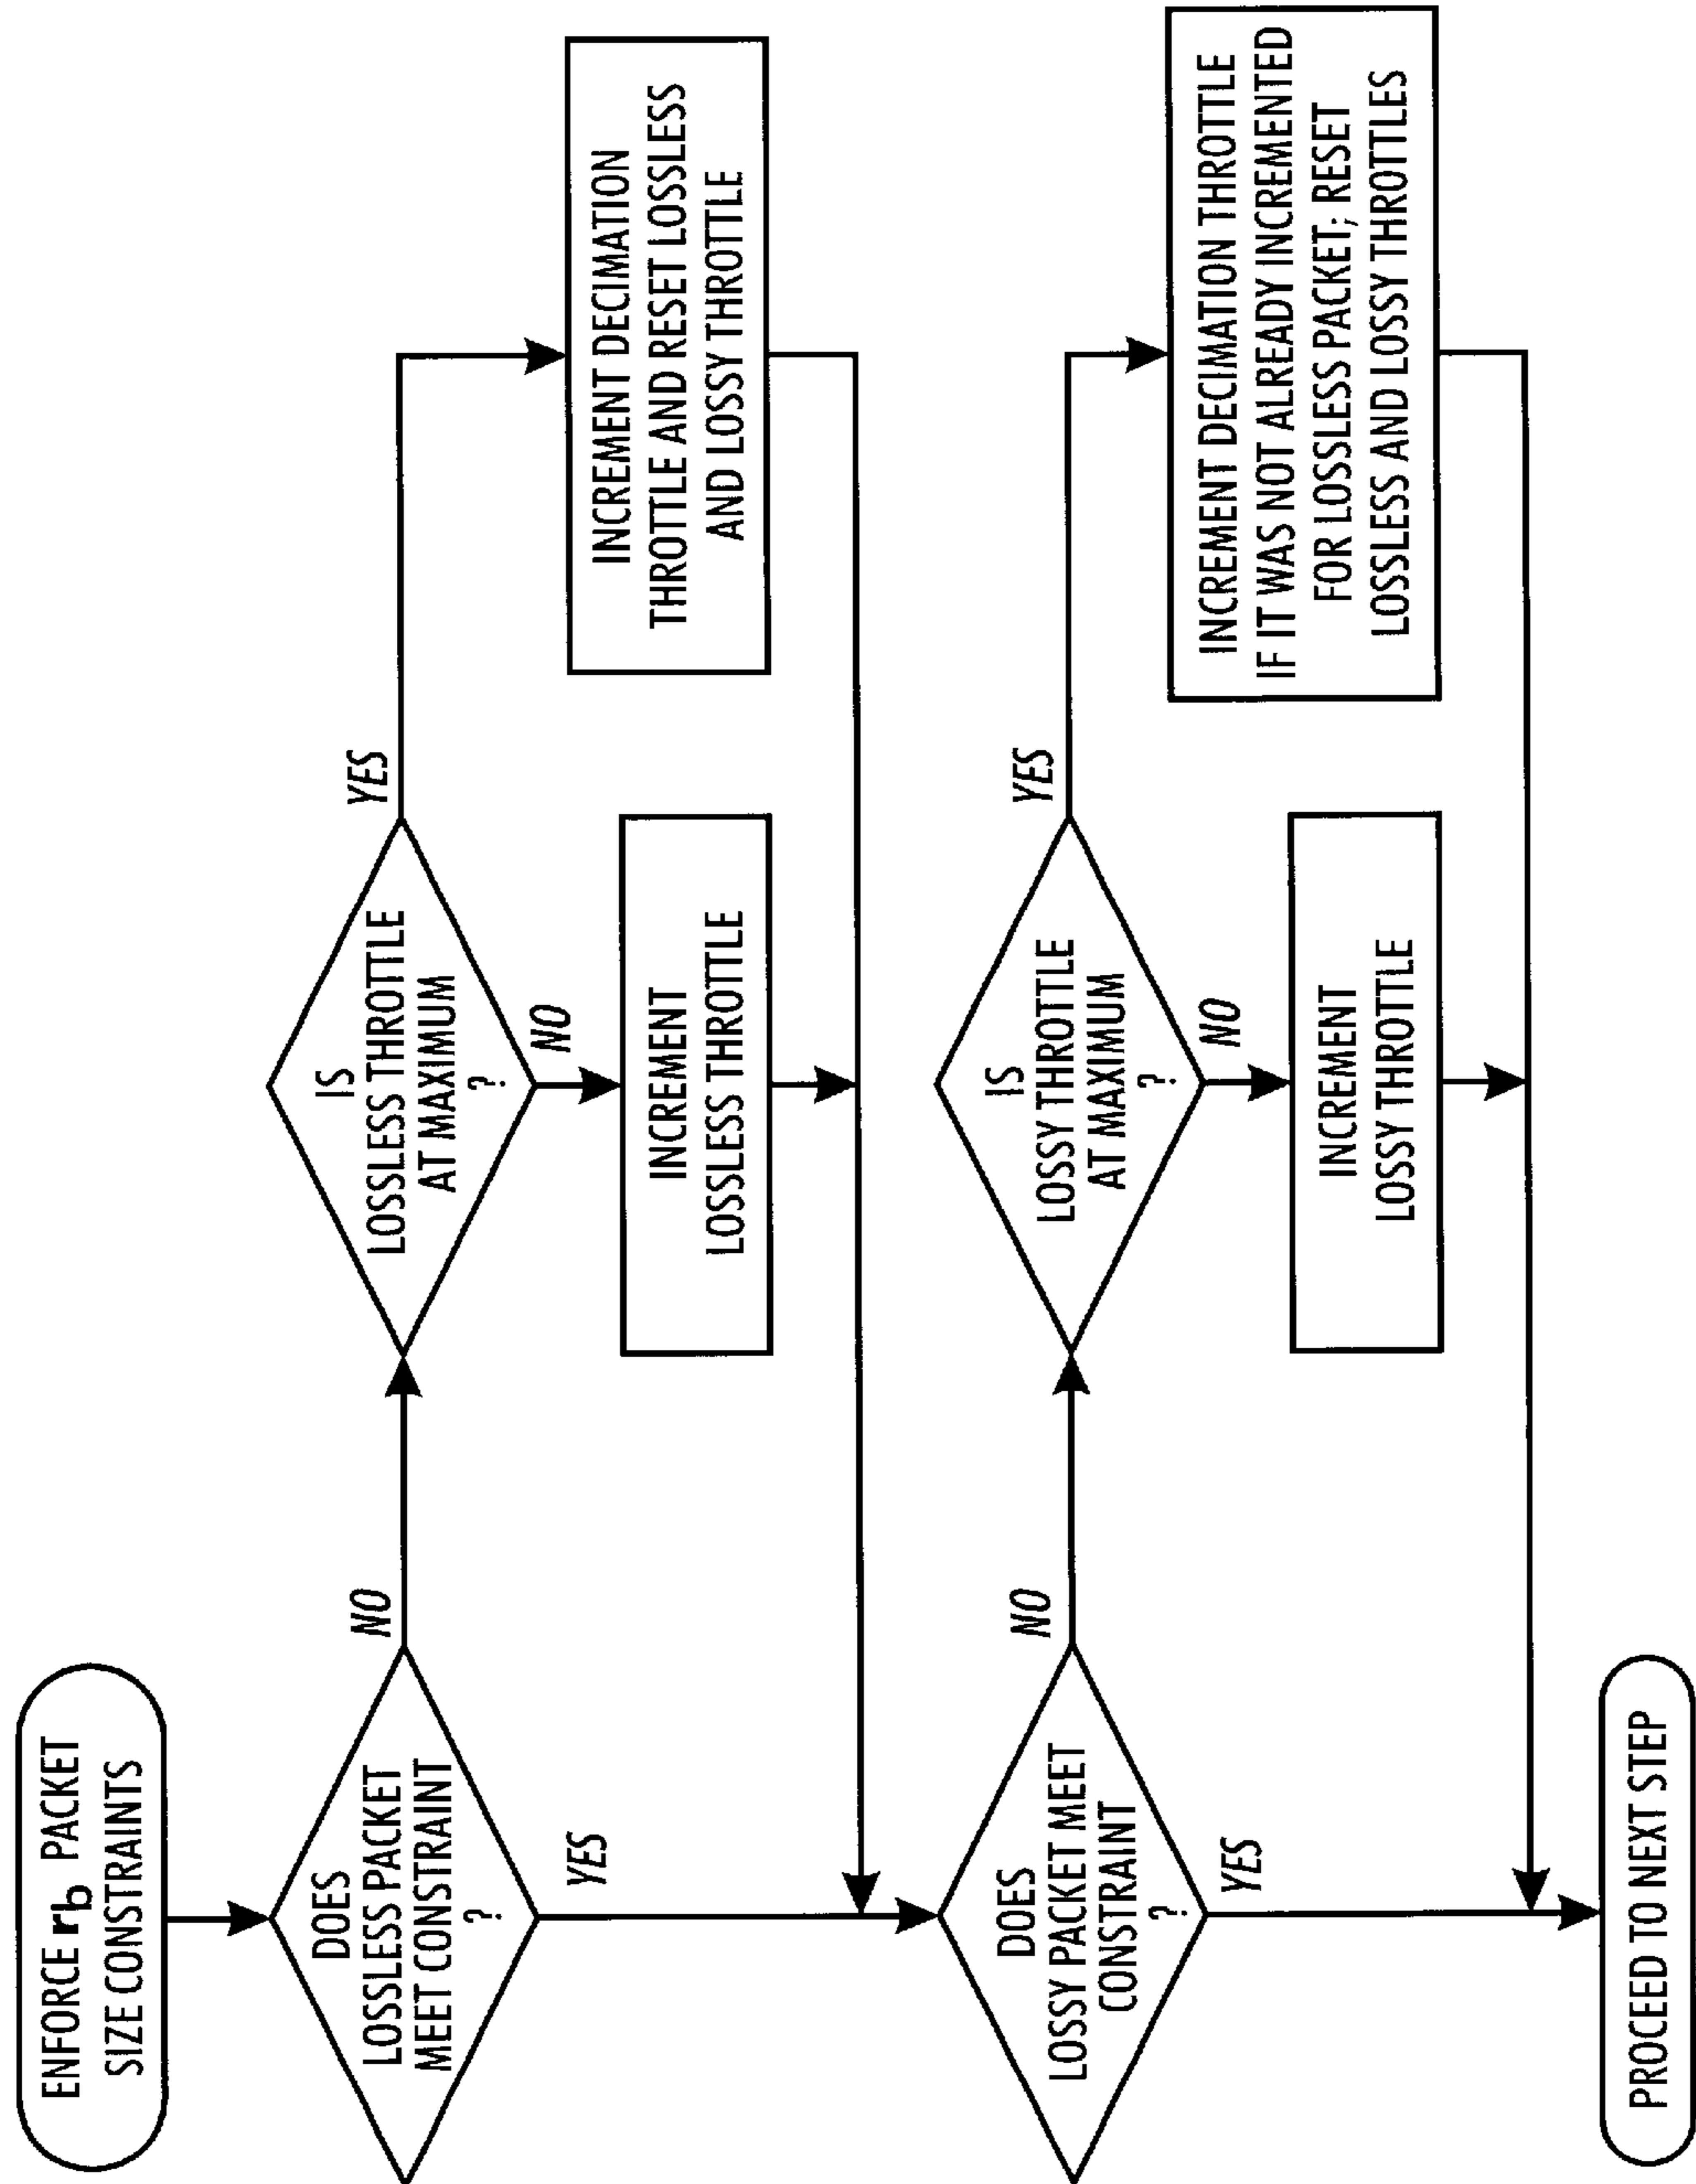 ENFORCE rb PACKET
SIZE CONSTRAINTS
DOES
LOSSLESS PACKET
MEET CONSTRAINT
?
NO
YES
IS
LOSSLESS THROTTLE
AT MAXIMUM
?
YES
NO
INCREMENT DECIMATION
THROTTLE AND RESET LOSSLESS
AND LOSSY THROTTLE
INCREMENT
LOSSLESS THROTTLE
DOES
LOSSY PACKET MEET
CONSTRAINT
?
NO
YES
IS
LOSSY THROTTLE
AT MAXIMUM
?
YES
NO
INCREMENT DECIMATION THROTTLE
IF IT WAS NOT ALREADY INCREMENTED
FOR LOSSLESS PACKET; RESET
LOSSLESS AND LOSSY THROTTLES
INCREMENT
LOSSY THROTTLE
PROCEED TO NEXT STEP